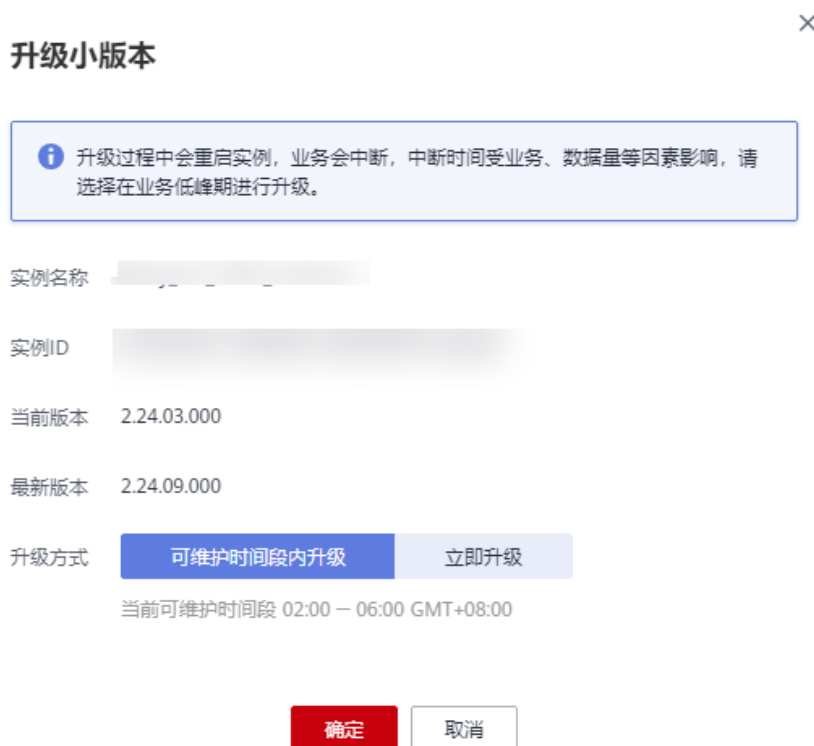 升级小版本
升级过程中会重启实例，业务会中断，中断时间受业务、数据量等因素影响，请
选择在业务低峰期进行升级。
实例名称
实例ID
当前版本 2.24.03.000
最新版本 2.24.09.000
升级方式 可维护时间段内升级 立即升级
当前可维护时间段 02:00 — 06:00 GMT+08:00
确定 取消